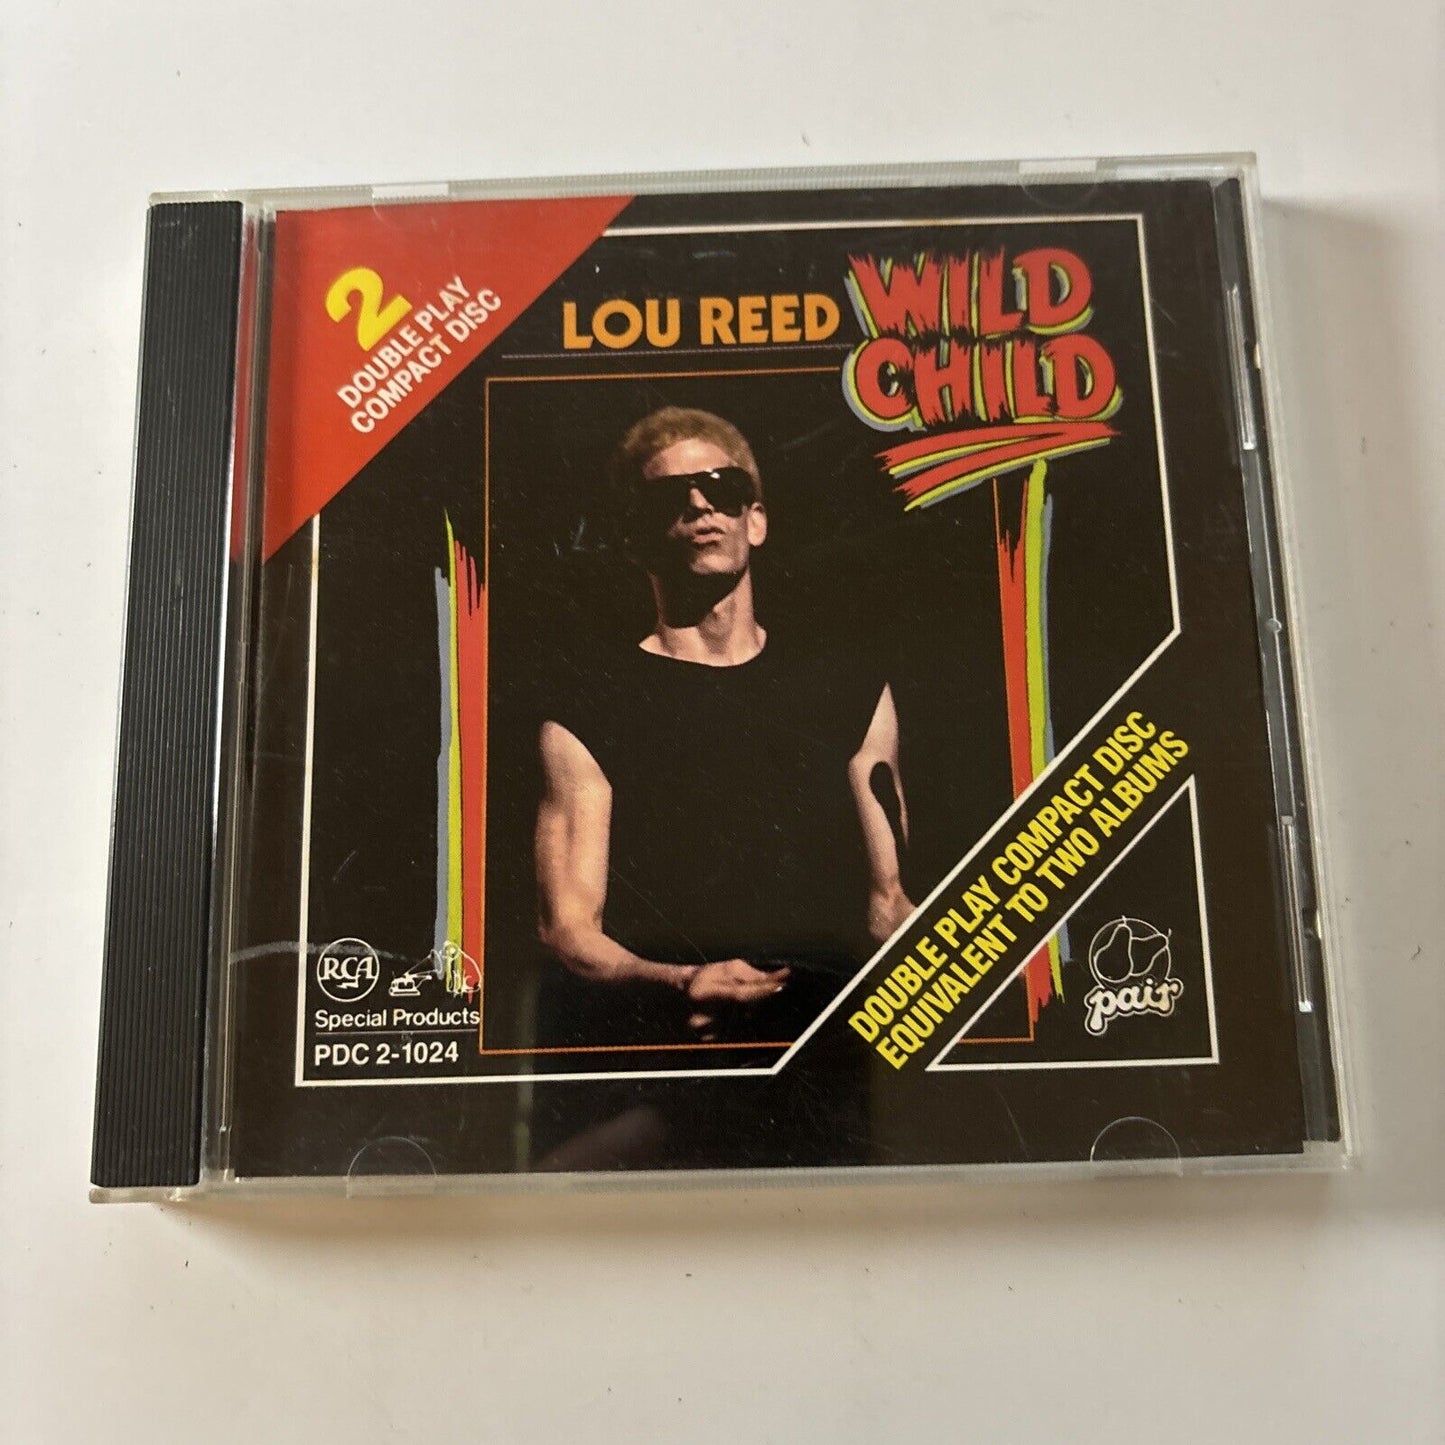 2
DOUBLE PLAY
COMPACT DISC
LOU REED
WILD
CHILD
DOUBLE PLAY COMPACT DISC
EQUIVALENT TO TWO ALBUMS
RCA
Special Products
PDC 2-1024
pair